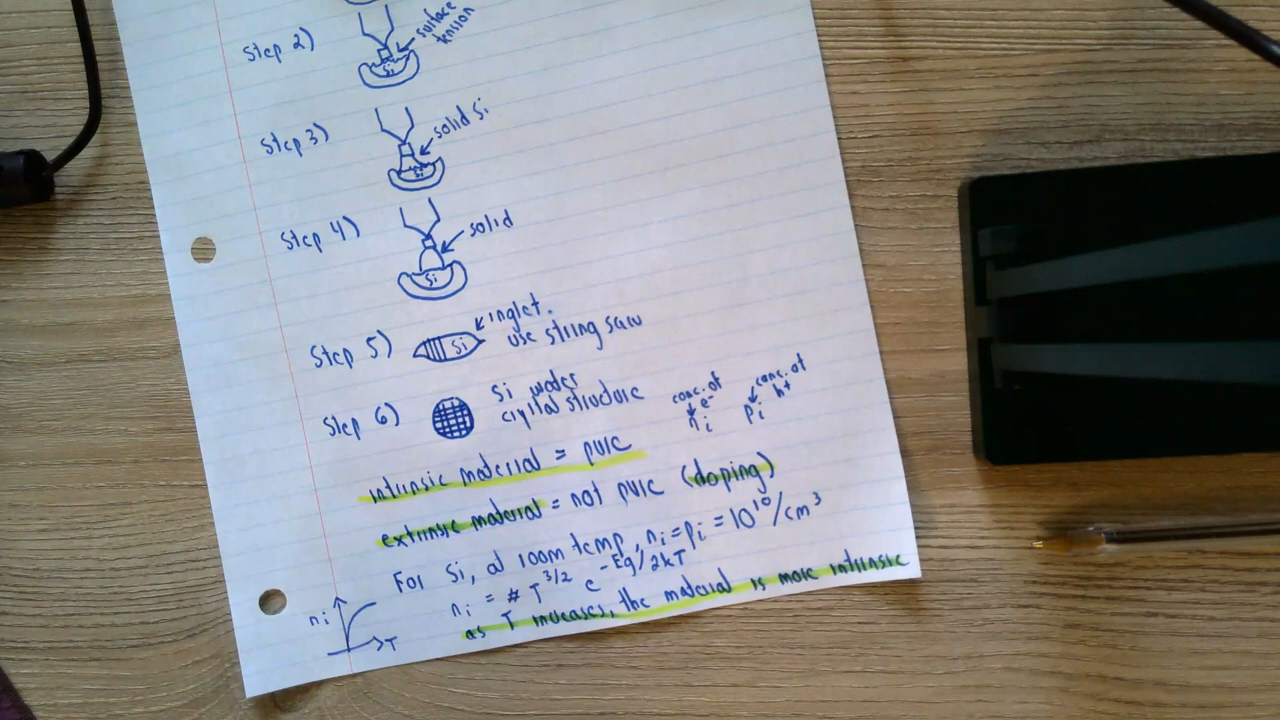 Step 2)
surface
tension
Si
Step 3)
solid Si
Si
Step 4)
solid
Si
Step 5)
Si
inglet.
use string saw
Step 6)
Si wafer
crystal structure
conc. of
e-
ni
conc. of
h+
pi
intrinsic material = pure
extrinsic material = not pure (doping)
For Si, at room temp, ni = pi = 10^10/cm^3
ni = # T^3/2 e^-Eg/2kT
as T increases, the material is more intrinsic
ni
T